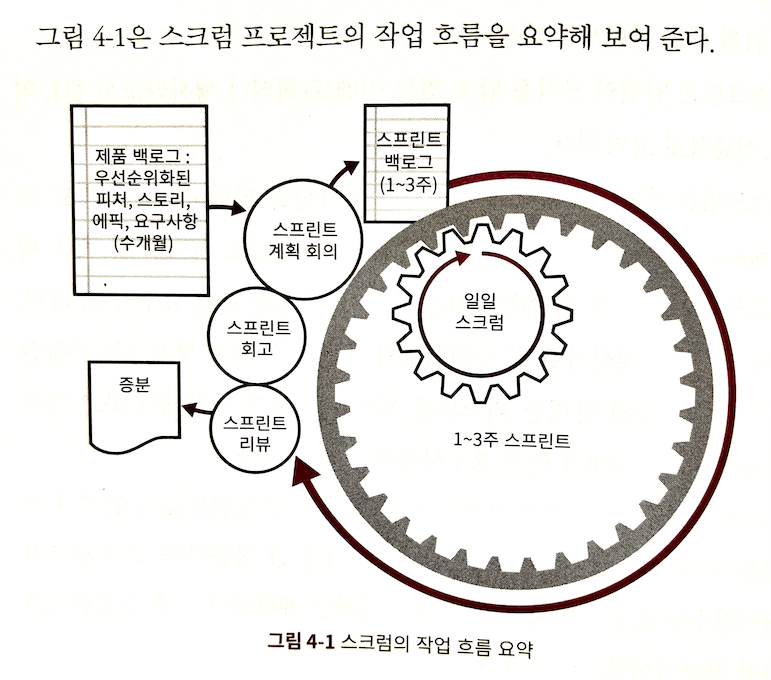 그림 4-1은 스크럼 프로젝트의 작업 흐름을 요약해 보여 준다.
제품 백로그 :
우선순위화된
피처, 스토리,
에픽, 요구사항
(수개월)
스프린트
계획 회의
스프린트
백로그
(1~3주)
일일
스크럼
1~3주 스프린트
스프린트
회고
스프린트
리뷰
증분
그림 4-1 스크럼의 작업 흐름 요약